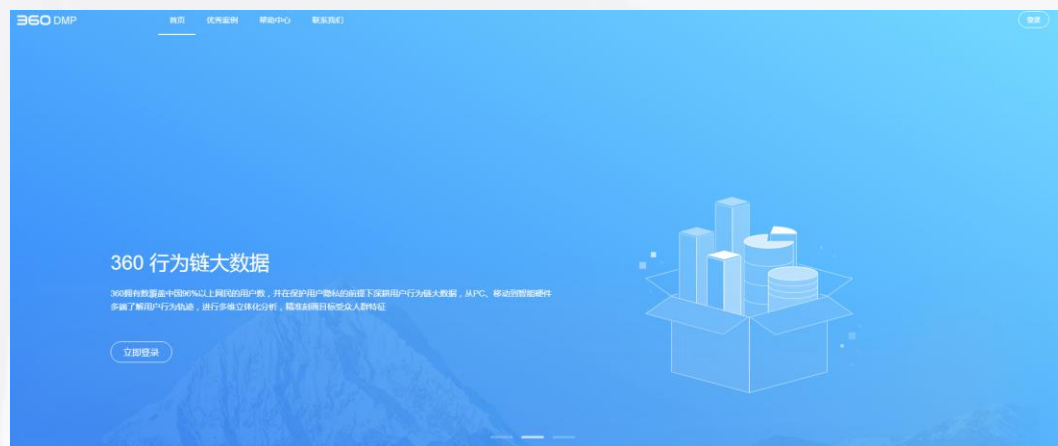 360 DMP
首页 优秀案例 帮助中心 联系我们
登录
360 行为链大数据
360拥有数覆盖中国96%以上网民的用户数，并在保护用户隐私的前提下深耕用户行为链大数据，从PC、移动到智能硬件
多端了解用户行为轨迹，进行多维立体化分析，精准刻画目标受众人群特征
立即登录